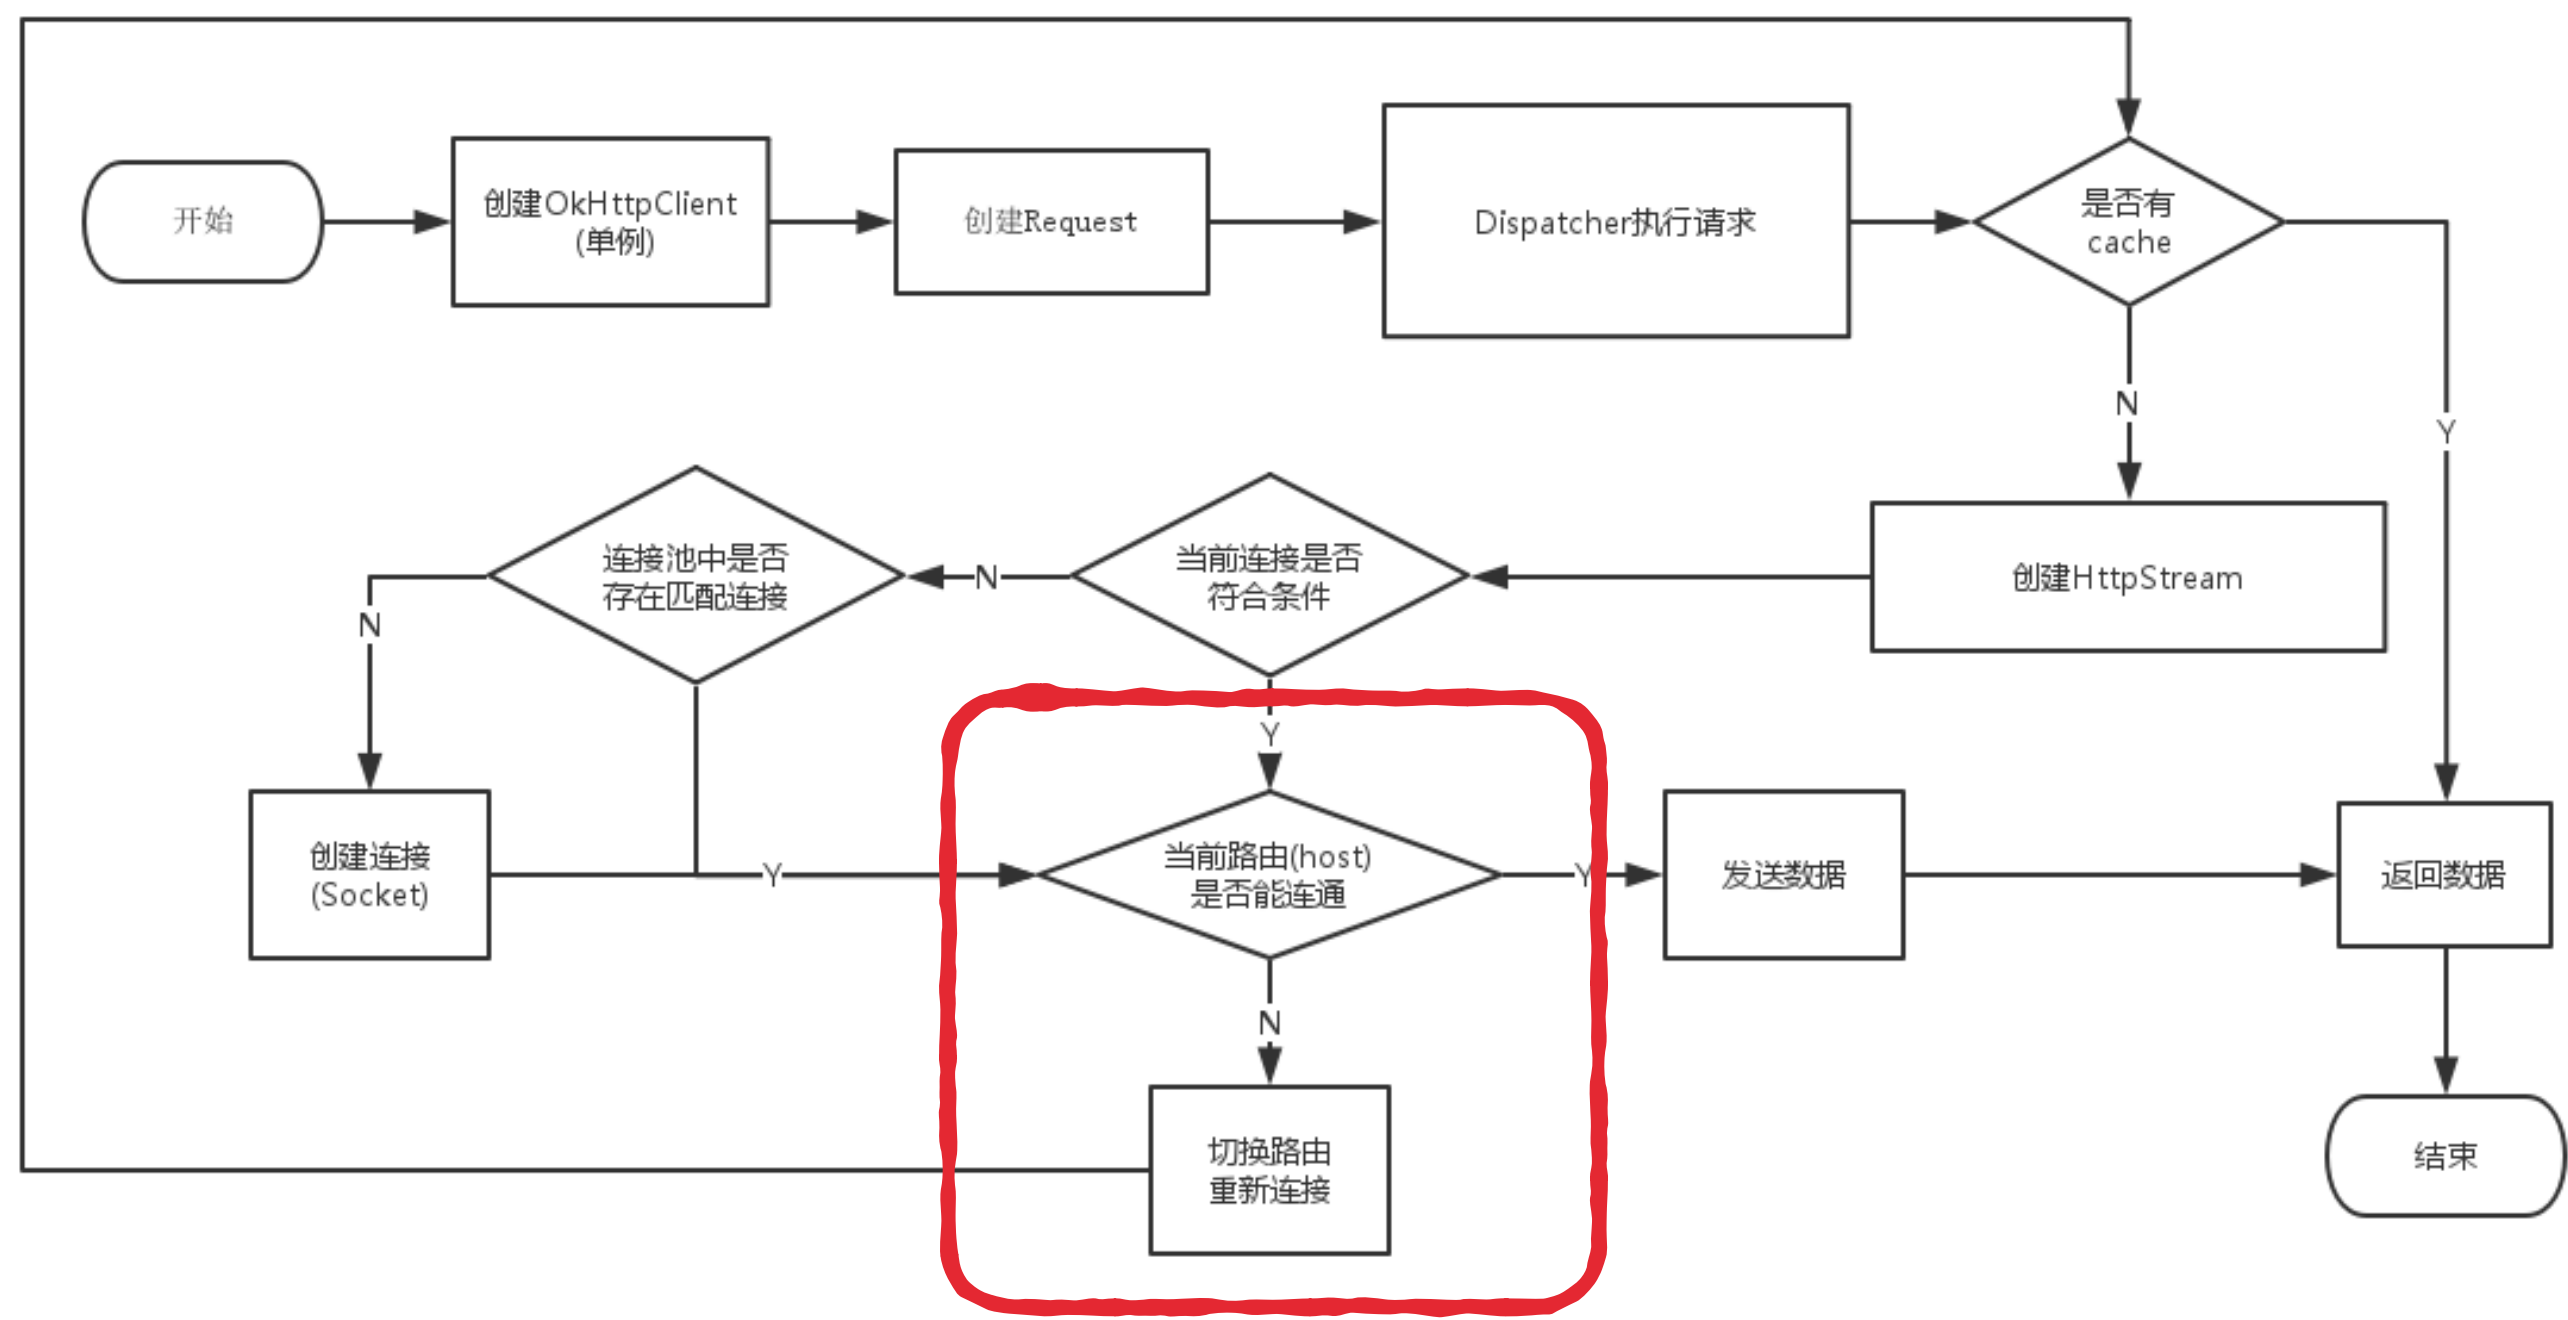 开始
创建OkHttpClient
(单例)
创建Request
Dispatcher执行请求
是否有
cache
N
Y
连接池中是否
存在匹配连接
N
当前连接是否
符合条件
创建HttpStream
N
Y
创建连接
(Socket)
Y
当前路由(host)
是否能连通
Y
发送数据
返回数据
N
切换路由
重新连接
结束